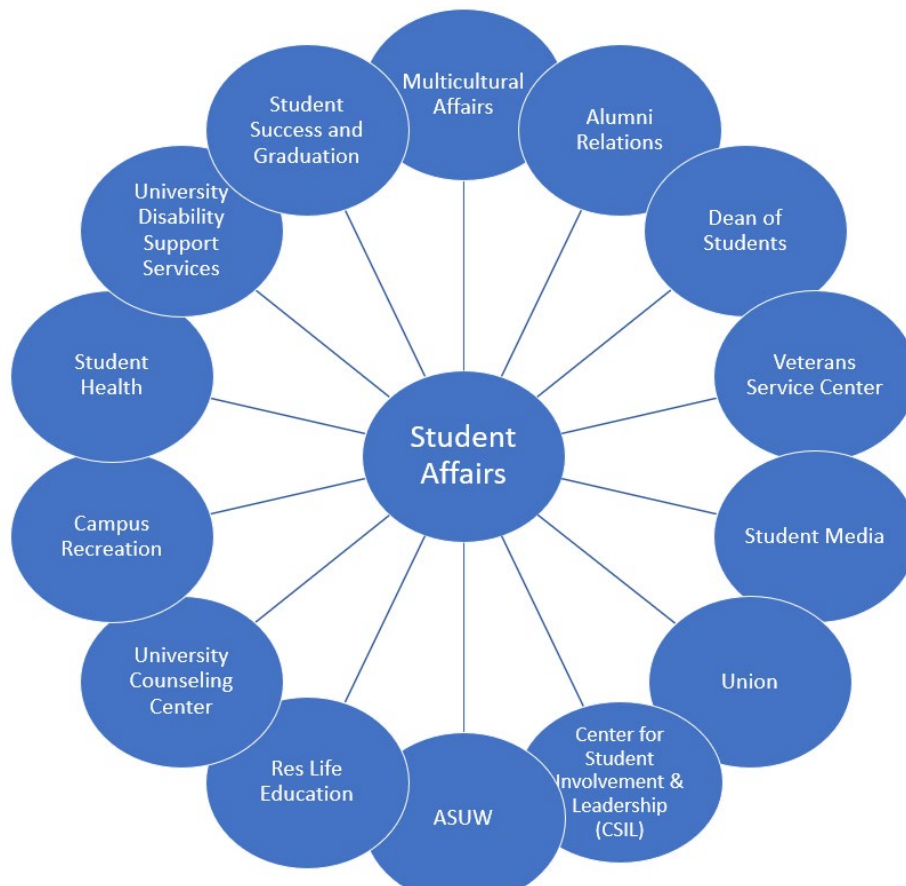 Multicultural
Affairs
Alumni
Relations
Dean of
Students
Veterans
Service Center
Student Media
Union
Center for
Student
Involvement &
Leadership
(CSIL)
ASUW
Res Life
Education
University
Counseling
Center
Campus
Recreation
Student
Health
University
Disability
Support
Services
Student
Success and
Graduation
Student
Affairs